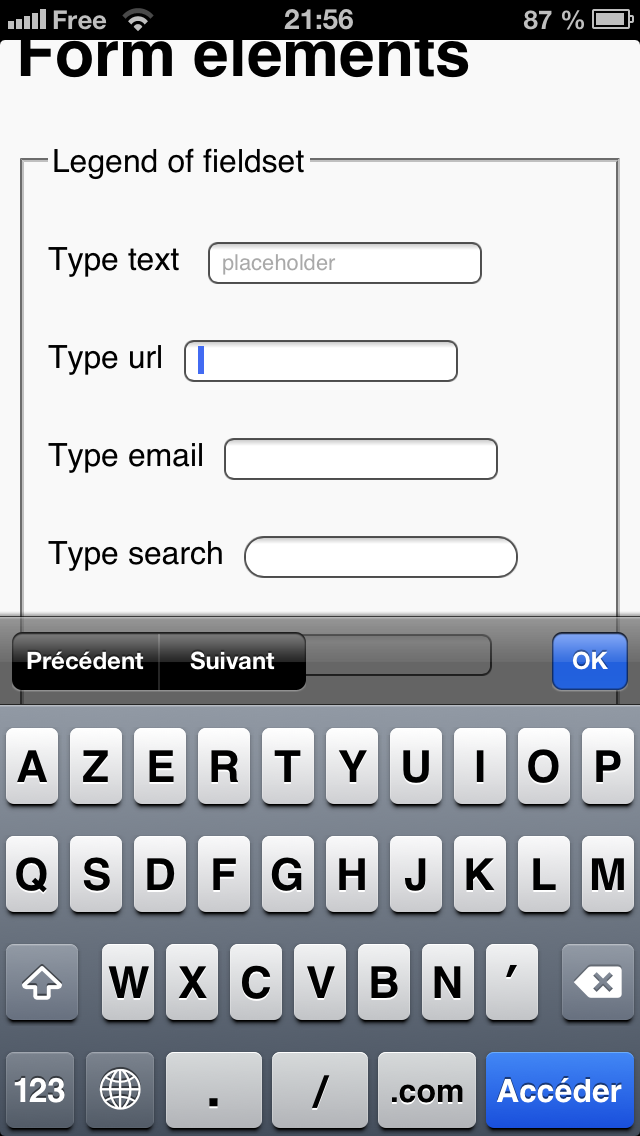 Free 21:56 87 %
Form elements
Legend of fieldset
Type text placeholder
Type url
Type email
Type search
Précédent Suivant OK
A Z E R T Y U I O P
Q S D F G H J K L M
W X C V B N ′
123 . / .com Accéder